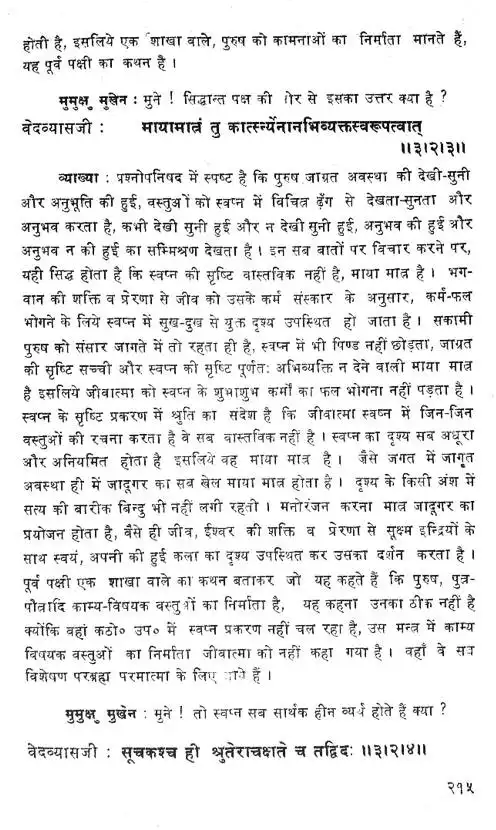 होती है, इसलिये एक शाखा वाले, पुरुष को कामनाओं का निर्माता मानते हैं,
यह पूर्व पक्षी का कथन है ।
मुमुक्षु मुखेन : मुने ! सिद्धान्त पक्ष की ओर से इसका उत्तर क्या है ?
वेदव्यासजी : मायामात्रं तु कार्त्स्न्येनानभिव्यक्तस्वरूपत्वात्
॥३।२।३॥
व्याख्या : प्रश्नोपनिषद में स्पष्ट है कि पुरुष जाग्रत अवस्था की देखी-सुनी
और अनुभूति की हुई, वस्तुओं को स्वप्न में विचित्र ढँग से देखता-सुनता और
अनुभव करता है, कभी देखी सुनी हुई और न देखी सुनी हुई, अनुभव की हुई और
अनुभव न की हुई का सम्मिश्रण देखता है । इन सब बातों पर विचार करने पर,
यही सिद्ध होता है कि स्वप्न की सृष्टि वास्तविक नहीं है, माया मात्र है । भग-
वान की शक्ति व प्रेरणा से जीव को उसके कर्म संस्कार के अनुसार, कर्म-फल
भोगने के लिये स्वप्न में सुख-दुख से युक्त दृश्य उपस्थित हो जाता है । सकामी
पुरुष को संसार जागते में तो रहता ही है, स्वप्न में भी पिण्ड नहीं छोड़ता, जाग्रत
की सृष्टि सच्ची और स्वप्न की सृष्टि पूर्णतः अभिव्यक्ति न देने वाली माया मात्र
है इसलिये जीवात्मा को स्वप्न के शुभाशुभ कर्मों का फल भोगना नहीं पड़ता है ।
स्वप्न के सृष्टि प्रकरण में श्रुति का संदेश है कि जीवात्मा स्वप्न में जिन-जिन
वस्तुओं की रचना करता है वे सब वास्तविक नहीं है । स्वप्न का दृश्य सब अधूरा
और अनियमित होता है इसलिये वह माया मात्र है । जैसे जगत में जागृत
अवस्था ही में जादूगर का सब खेल माया मात्र होता है । दृश्य के किसी अंश में
सत्य की बारीक बिन्दु भी नहीं लगी रहती । मनोरंजन करना मात्र जादूगर का
प्रयोजन होता है, वैसे ही जीव, ईश्वर की शक्ति व प्रेरणा से सूक्ष्म इन्द्रियों के
साथ स्वयं, अपनी की हुई कला का दृश्य उपस्थित कर उसका दर्शन करता है ।
पूर्व पक्षी एक शाखा वाले का कथन बताकर जो यह कहते हैं कि पुरुष, पुत्र-
पौत्रादि काम्य-विषयक वस्तुओं का निर्माता है, यह कहना उनका ठीक नहीं है
क्योंकि वहां कठो० उप० में स्वप्न प्रकरण नहीं चल रहा है, उस मन्त्र में काम्य
विषयक वस्तुओं का निर्माता जीवात्मा को नहीं कहा गया है । वहाँ वे सब
विशेषण परब्रह्म परमात्मा के लिए आये हैं ।
मुमुक्षु मुखेन : मुने ! तो स्वप्न सब सार्थक हीन व्यर्थ होते हैं क्या ?
वेदव्यासजी : सूचकश्च ही श्रुतेराचक्षते च तद्विदः ॥३।२।४॥
२१५